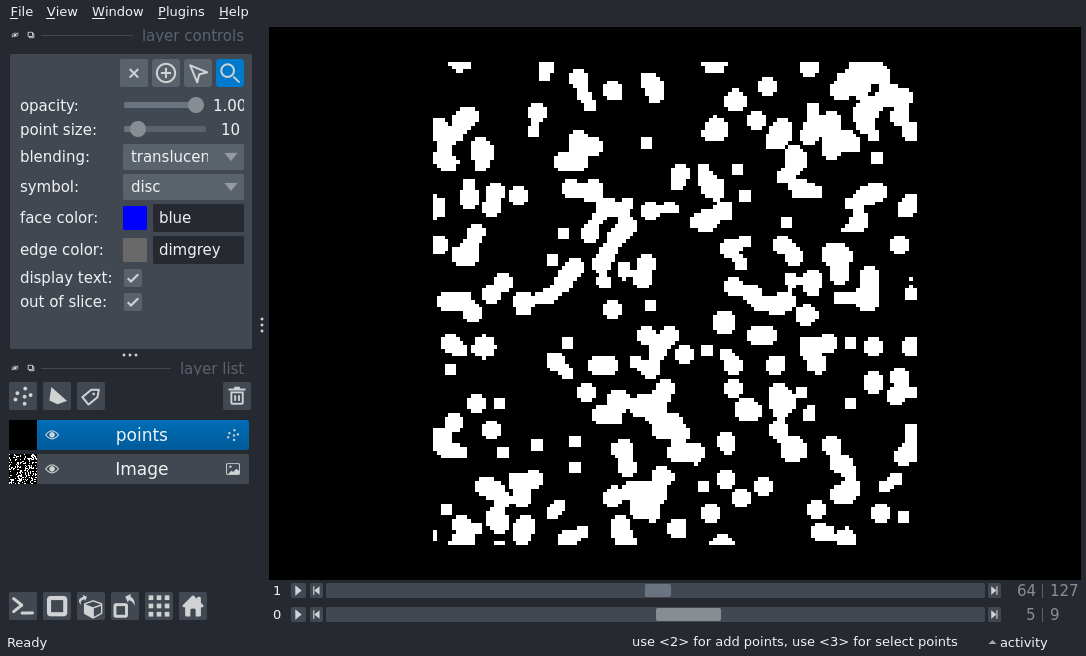 File View Window Plugins Help
layer controls
opacity: 1.00
point size: 10
blending: translucen
symbol: disc
face color: blue
edge color: dimgrey
display text:
out of slice:
layer list
points
Image
1 64 127
0 5 9
Ready use <2> for add points, use <3> for select points activity